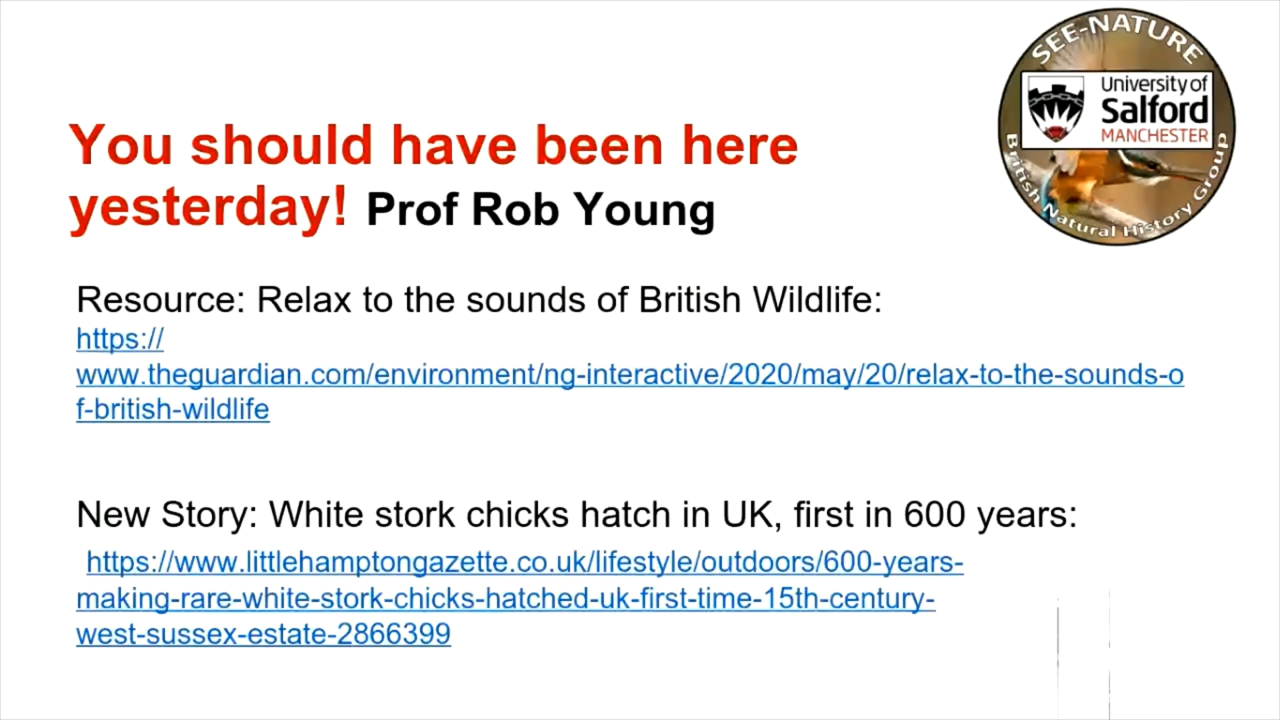 SEE-NATURE
University of
Salford
MANCHESTER
British Natural History Group
You should have been here
yesterday! Prof Rob Young
Resource: Relax to the sounds of British Wildlife:
https://
www.theguardian.com/environment/ng-interactive/2020/may/20/relax-to-the-sounds-o
f-british-wildlife
New Story: White stork chicks hatch in UK, first in 600 years:
https://www.littlehamptongazette.co.uk/lifestyle/outdoors/600-years-
making-rare-white-stork-chicks-hatched-uk-first-time-15th-century-
west-sussex-estate-2866399